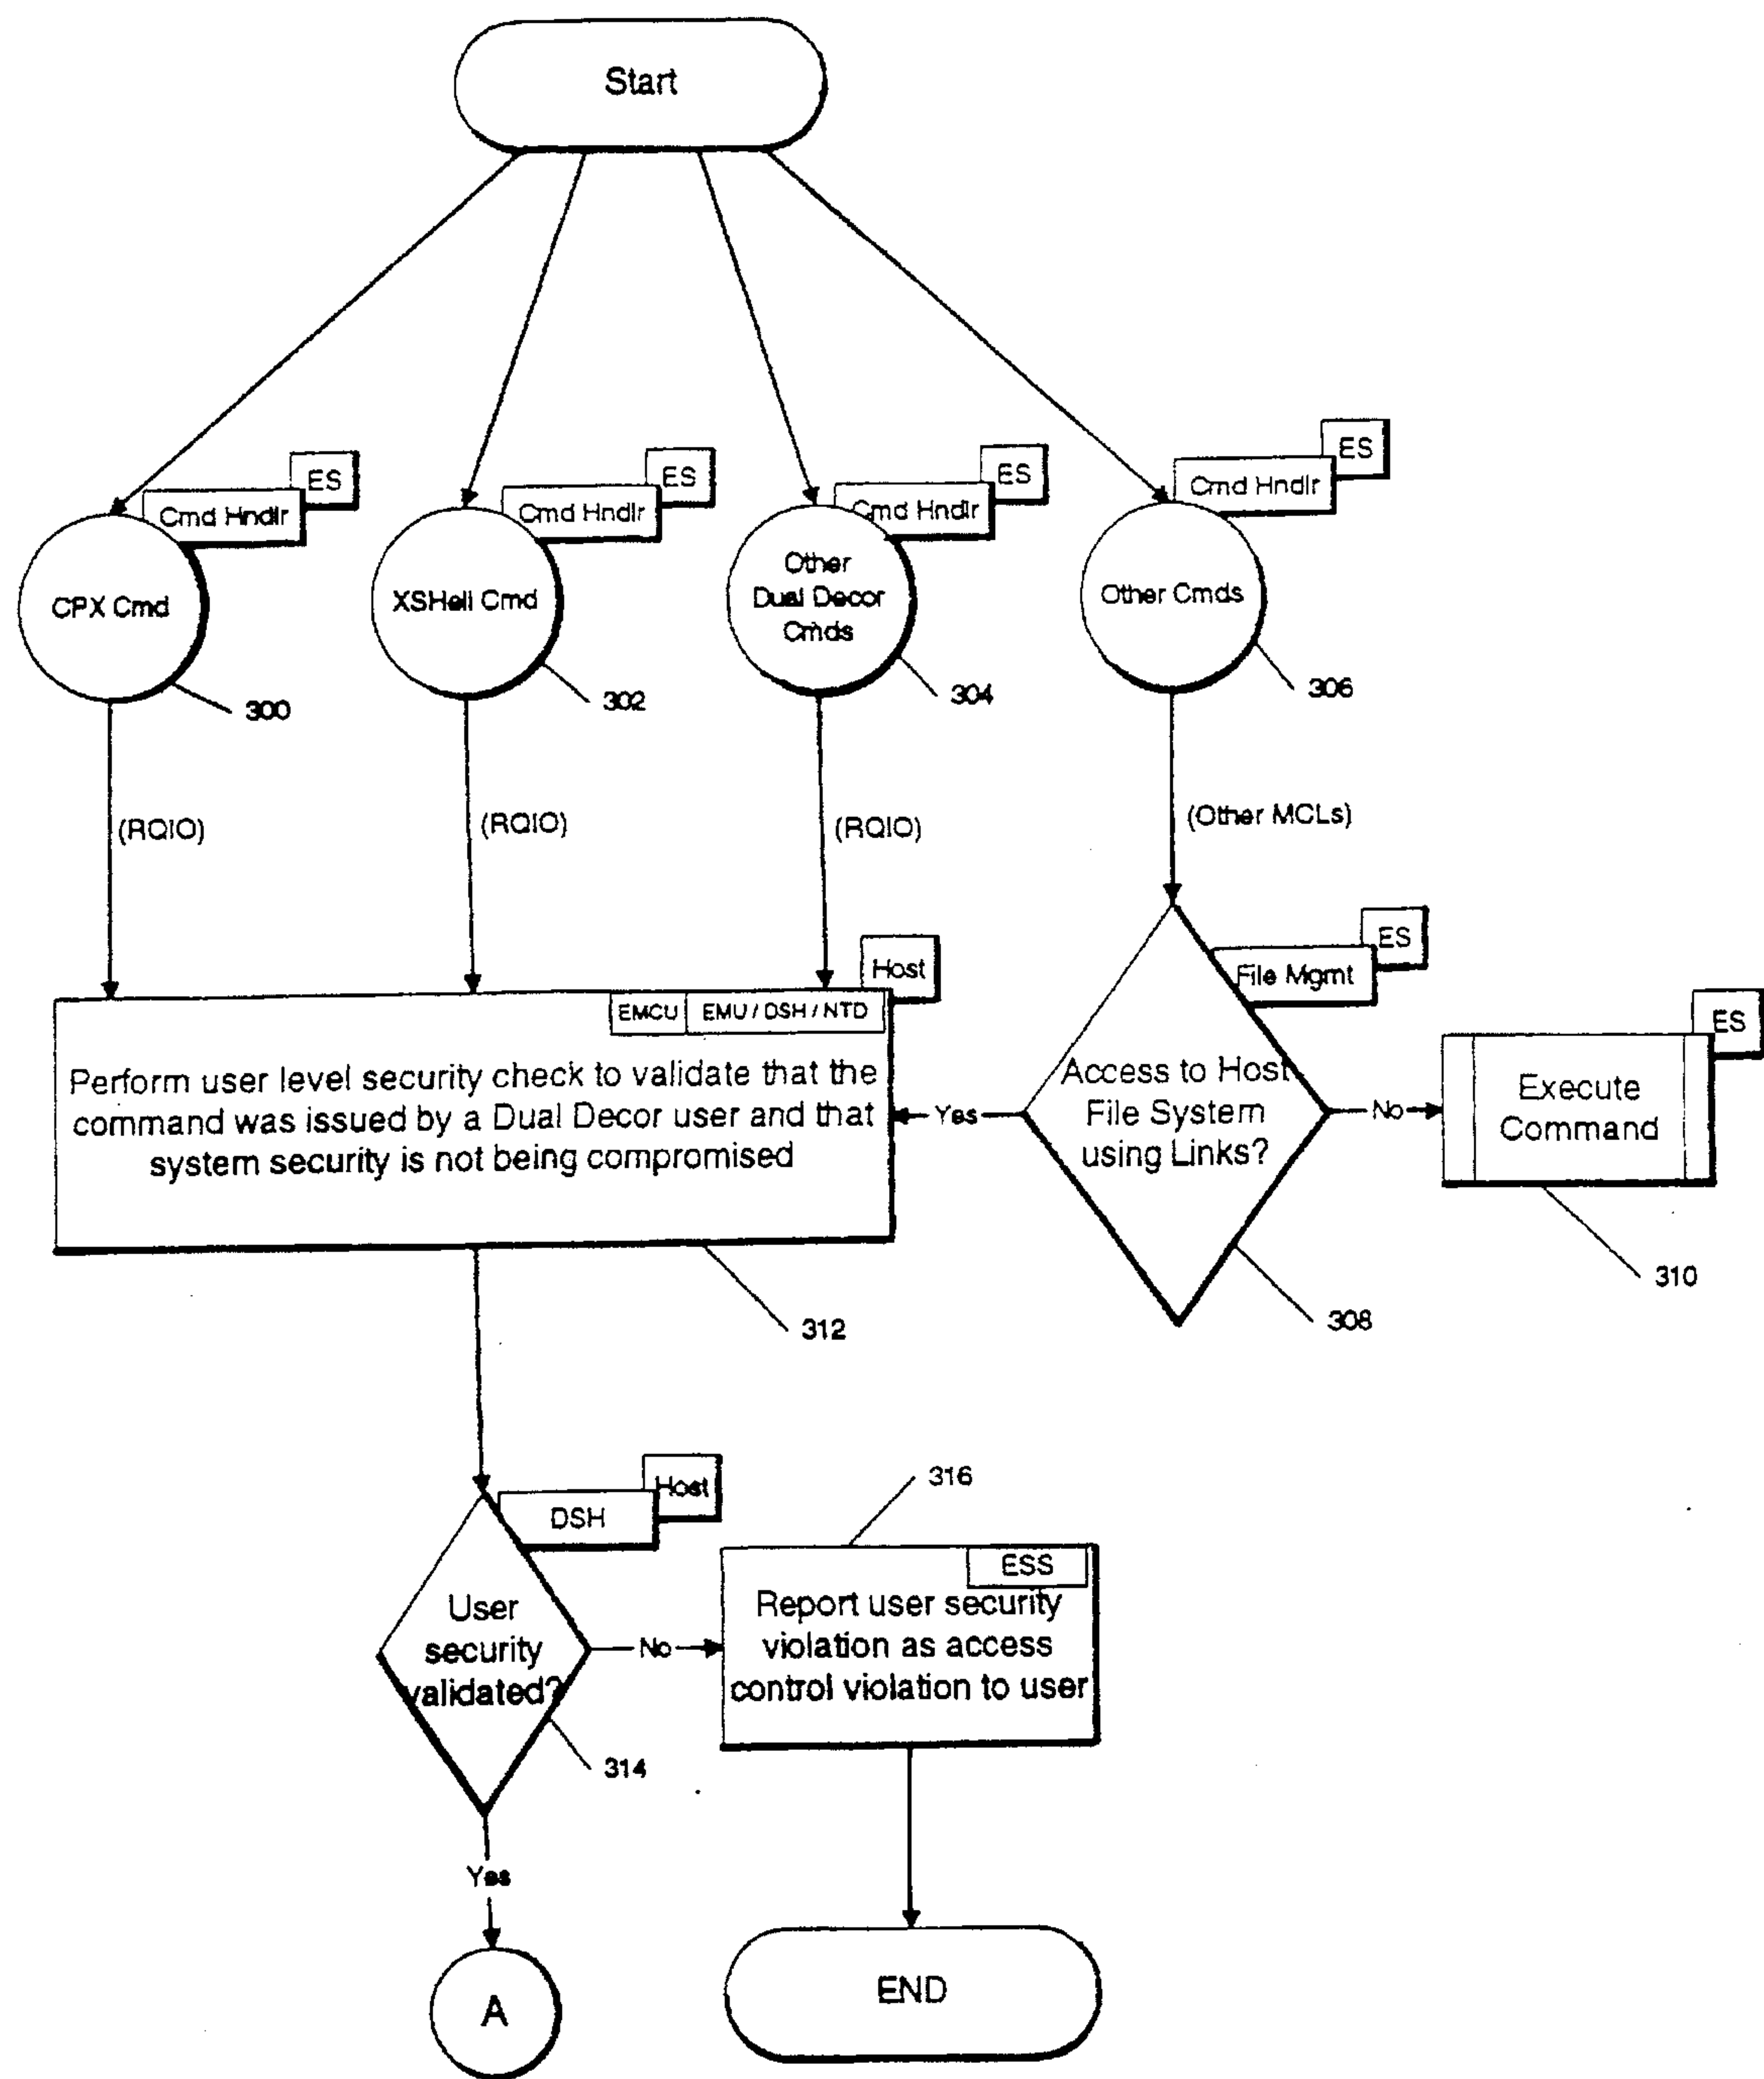 Start
ES
Cmd Hndlr
CPX Cmd
300
ES
Cmd Hndlr
XSHell Cmd
302
ES
Cmd Hndlr
Other
Dual Decor
Cmds
304
ES
Cmd Hndlr
Other Cmds
306
(RQIO)
(RQIO)
(RQIO)
(Other MCLs)
Host
EMCU
EMU / DSH / NTD
Perform user level security check to validate that the
command was issued by a Dual Decor user and that
system security is not being compromised
312
Yes
ES
File Mgmt
Access to Host
File System
using Links?
308
No
ES
Execute
Command
310
Host
DSH
User
security
validated?
314
No
316
ESS
Report user security
violation as access
control violation to user
Yes
A
END